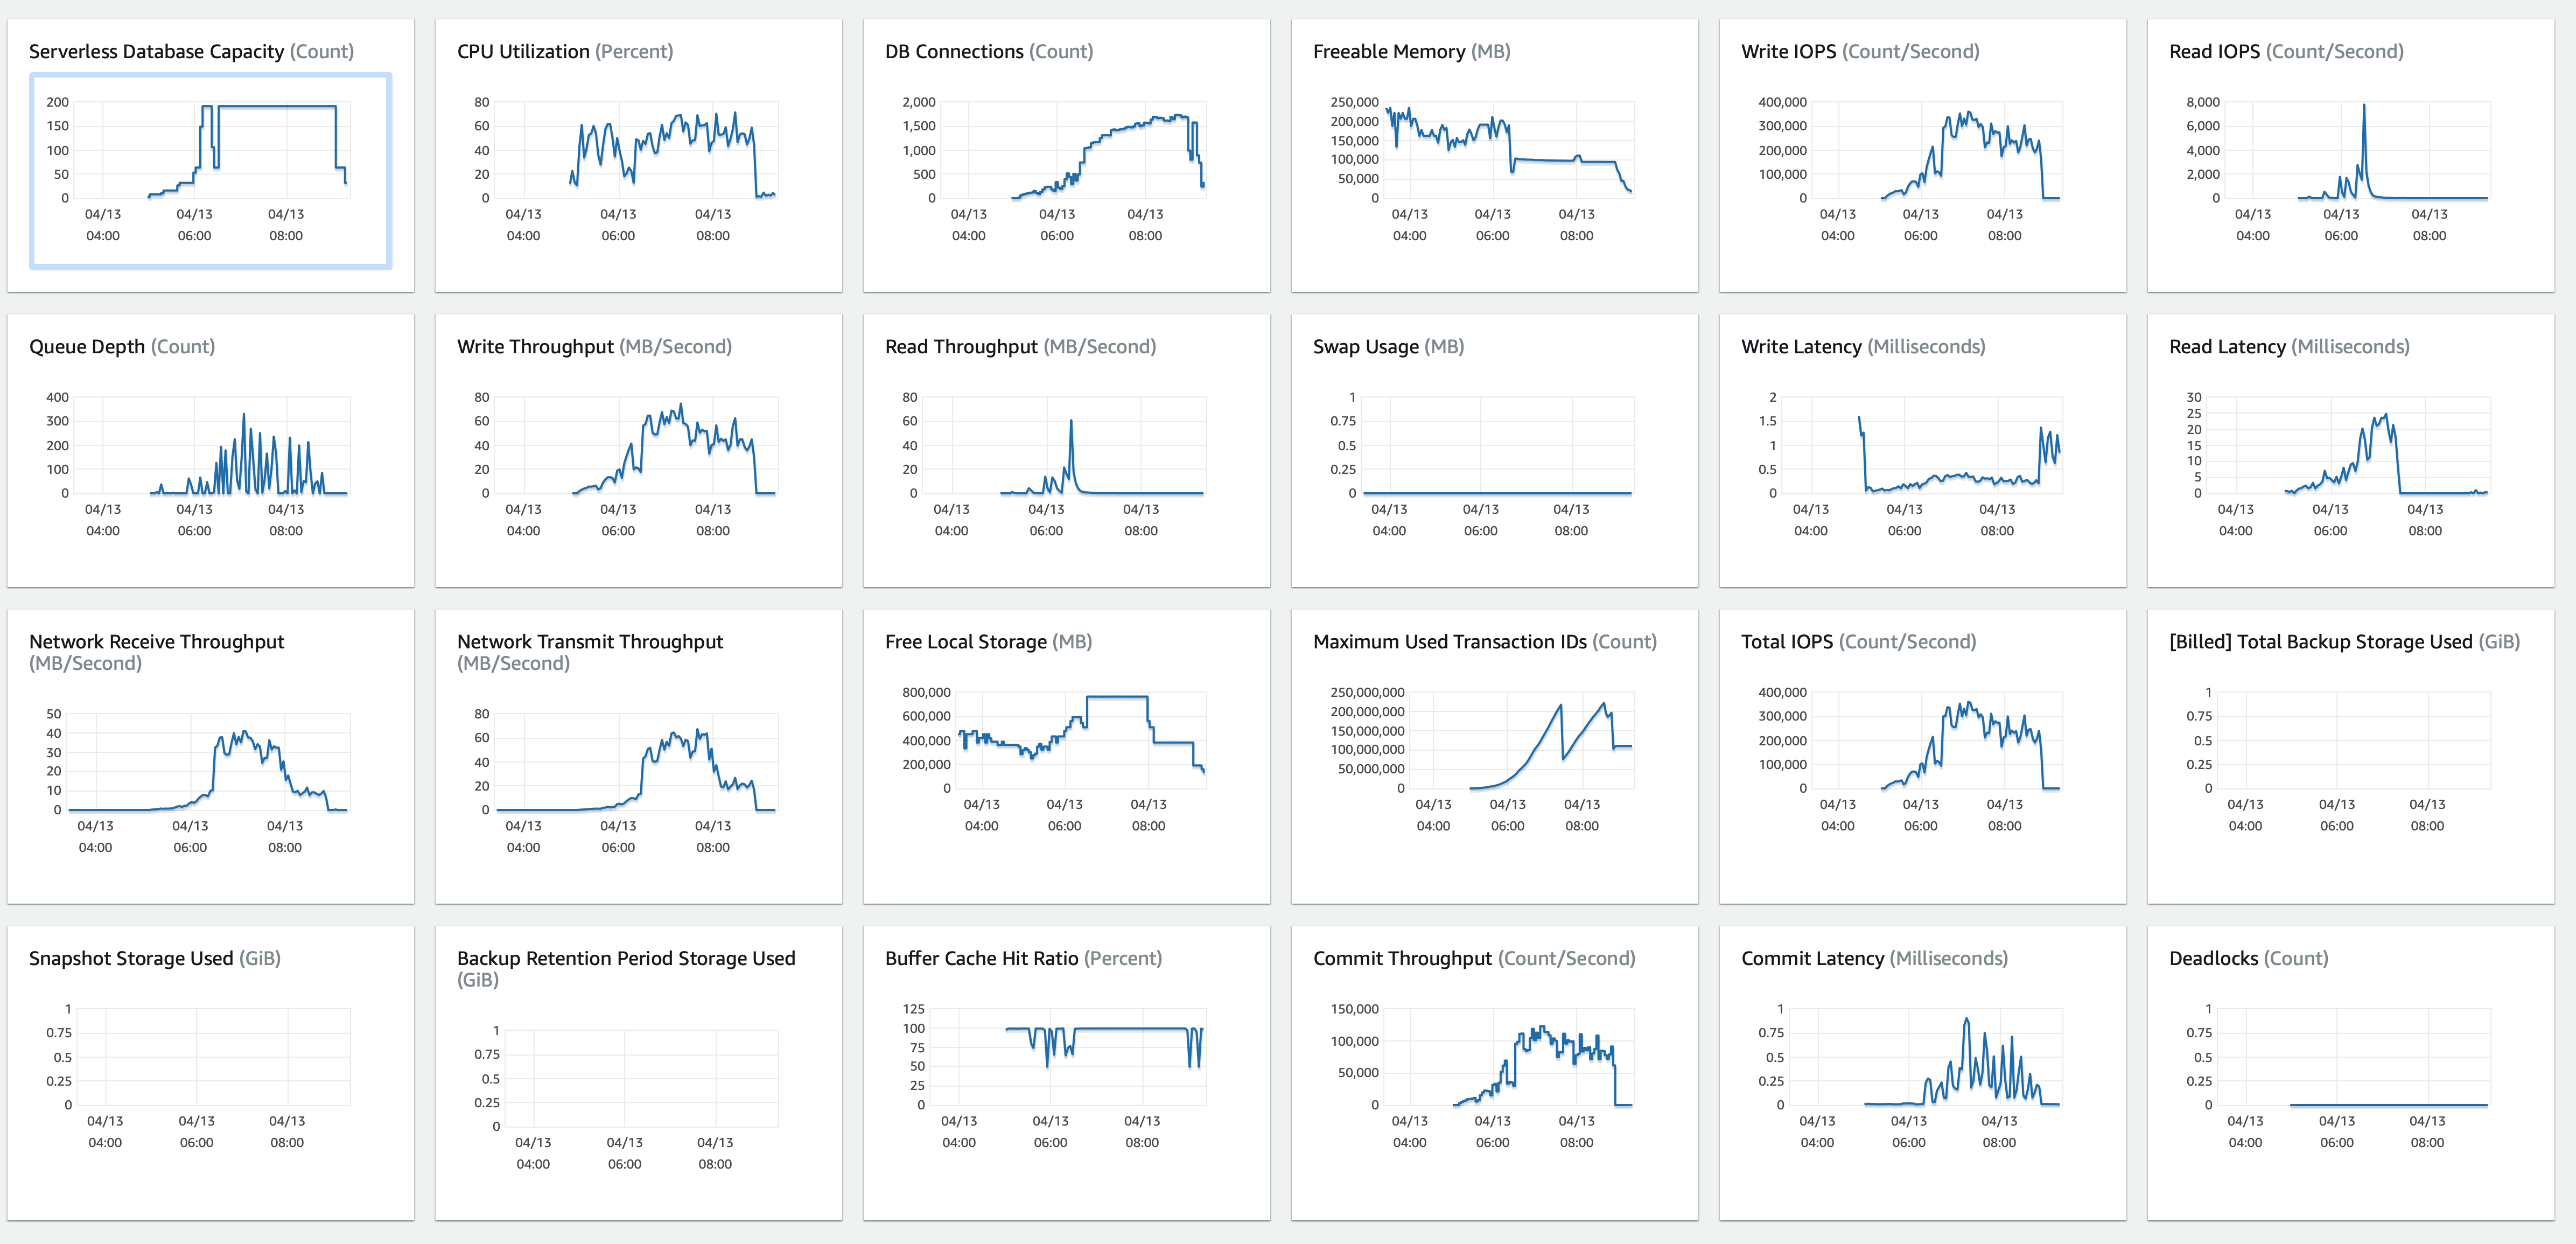 Serverless Database Capacity (Count)
200
150
100
50
0
04/13 04/13 04/13
04:00 06:00 08:00
CPU Utilization (Percent)
80
60
40
20
0
04/13 04/13 04/13
04:00 06:00 08:00
DB Connections (Count)
2,000
1,500
1,000
500
0
04/13 04/13 04/13
04:00 06:00 08:00
Freeable Memory (MB)
250,000
200,000
150,000
100,000
50,000
0
04/13 04/13 04/13
04:00 06:00 08:00
Write IOPS (Count/Second)
400,000
300,000
200,000
100,000
0
04/13 04/13 04/13
04:00 06:00 08:00
Read IOPS (Count/Second)
8,000
6,000
4,000
2,000
0
04/13 04/13 04/13
04:00 06:00 08:00
Queue Depth (Count)
400
300
200
100
0
04/13 04/13 04/13
04:00 06:00 08:00
Write Throughput (MB/Second)
80
60
40
20
0
04/13 04/13 04/13
04:00 06:00 08:00
Read Throughput (MB/Second)
80
60
40
20
0
04/13 04/13 04/13
04:00 06:00 08:00
Swap Usage (MB)
1
0.75
0.5
0.25
0
04/13 04/13 04/13
04:00 06:00 08:00
Write Latency (Milliseconds)
2
1.5
1
0.5
0
04/13 04/13 04/13
04:00 06:00 08:00
Read Latency (Milliseconds)
30
25
20
15
10
5
0
04/13 04/13 04/13
04:00 06:00 08:00
Network Receive Throughput
(MB/Second)
50
40
30
20
10
0
04/13 04/13 04/13
04:00 06:00 08:00
Network Transmit Throughput
(MB/Second)
80
60
40
20
0
04/13 04/13 04/13
04:00 06:00 08:00
Free Local Storage (MB)
800,000
600,000
400,000
200,000
0
04/13 04/13 04/13
04:00 06:00 08:00
Maximum Used Transaction IDs (Count)
250,000,000
200,000,000
150,000,000
100,000,000
50,000,000
0
04/13 04/13 04/13
04:00 06:00 08:00
Total IOPS (Count/Second)
400,000
300,000
200,000
100,000
0
04/13 04/13 04/13
04:00 06:00 08:00
[Billed] Total Backup Storage Used (GiB)
1
0.75
0.5
0.25
0
04/13 04/13 04/13
04:00 06:00 08:00
Snapshot Storage Used (GiB)
1
0.75
0.5
0.25
0
04/13 04/13 04/13
04:00 06:00 08:00
Backup Retention Period Storage Used
(GiB)
1
0.75
0.5
0.25
0
04/13 04/13 04/13
04:00 06:00 08:00
Buffer Cache Hit Ratio (Percent)
125
100
75
50
25
0
04/13 04/13 04/13
04:00 06:00 08:00
Commit Throughput (Count/Second)
150,000
100,000
50,000
0
04/13 04/13 04/13
04:00 06:00 08:00
Commit Latency (Milliseconds)
1
0.75
0.5
0.25
0
04/13 04/13 04/13
04:00 06:00 08:00
Deadlocks (Count)
1
0.75
0.5
0.25
0
04/13 04/13 04/13
04:00 06:00 08:00